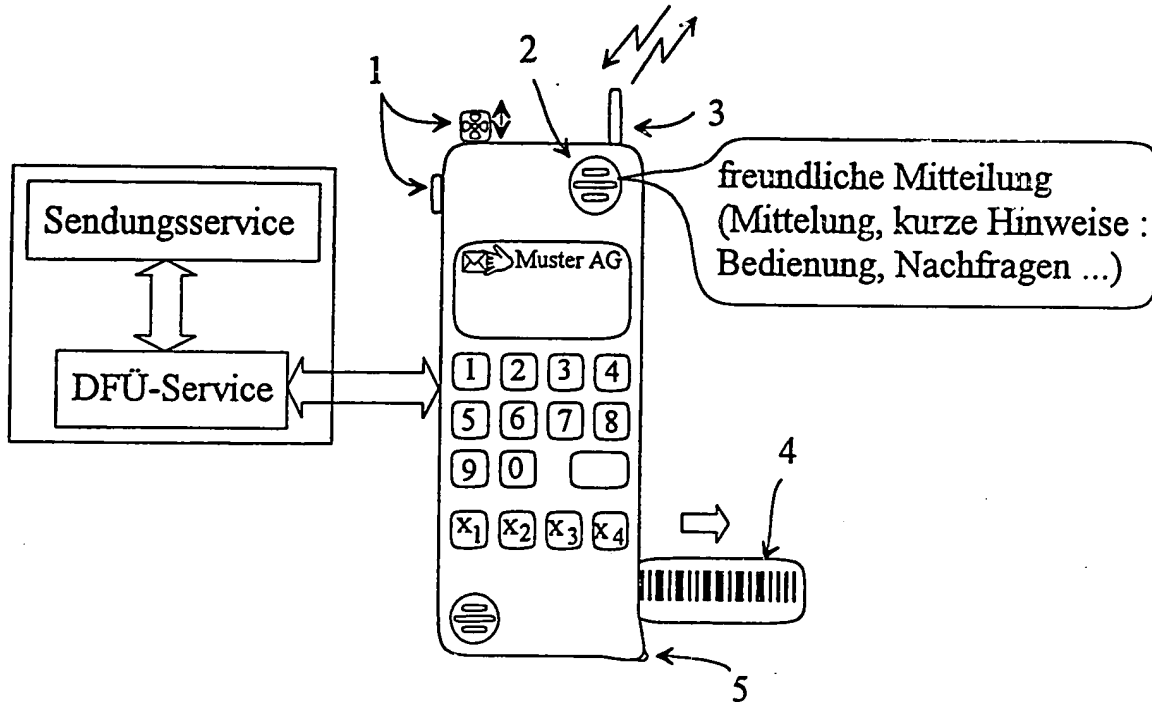 1
2
3
freundliche Mitteilung
(Mittelung, kurze Hinweise :
Bedienung, Nachfragen ...)
Sendungsservice
DFÜ-Service
Muster AG
1 2 3 4
5 6 7 8
9 0
X1 X2 X3 X4
4
5